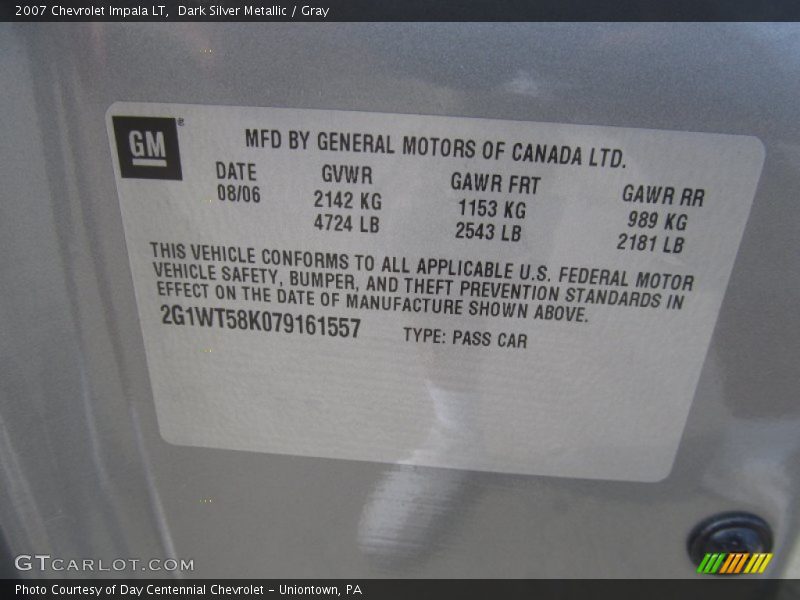 2007 Chevrolet Impala LT, Dark Silver Metallic / Gray
GM®
MFD BY GENERAL MOTORS OF CANADA LTD.
DATE GVWR GAWR FRT GAWR RR
08/06 2142 KG 1153 KG 989 KG
4724 LB 2543 LB 2181 LB
THIS VEHICLE CONFORMS TO ALL APPLICABLE U.S. FEDERAL MOTOR
VEHICLE SAFETY, BUMPER, AND THEFT PREVENTION STANDARDS IN
EFFECT ON THE DATE OF MANUFACTURE SHOWN ABOVE.
2G1WT58K079161557 TYPE: PASS CAR
GTCARLOT.COM
Photo Courtesy of Day Centennial Chevrolet - Uniontown, PA